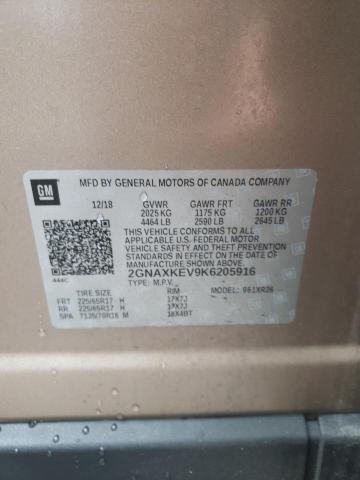 GM
MFD BY GENERAL MOTORS OF CANADA COMPANY
12/18 GVWR GAWR FRT GAWR RR
2025 KG 1175 KG 1200 KG
4464 LB 2590 LB 2645 LB
THIS VEHICLE CONFORMS TO ALL
APPLICABLE U.S. FEDERAL MOTOR
VEHICLE SAFETY AND THEFT PREVENTION
STANDARDS IN EFFECT ON THE DATE OF
MANUFACTURE SHOWN ABOVE.
2GNAXKEV9K6205916
444C TYPE: M.P.V. MODEL: 961XR26
TIRE SIZE RIM
FRT 225/65R17 H 17X7J
RR 225/65R17 H 17X7J
SPA T135/70R16 M 16X4BT